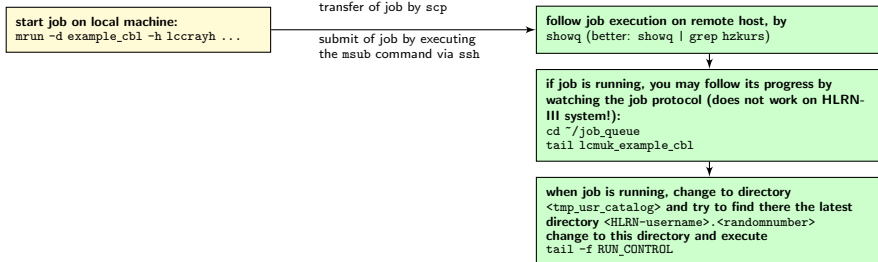 start job on local machine:
mrun -d example_cbl -h lccrayh ...
transfer of job by scp
submit of job by executing
the msub command via ssh
follow job execution on remote host, by
showq (better: showq | grep hzkurs)
if job is running, you may follow its progress by
watching the job protocol (does not work on HLRN-
III system!):
cd ~/job_queue
tail lcmuk_example_cbl
when job is running, change to directory
<tmp_usr_catalog> and try to find there the latest
directory <HLRN-username>.<randomnumber>
change to this directory and execute
tail -f RUN_CONTROL